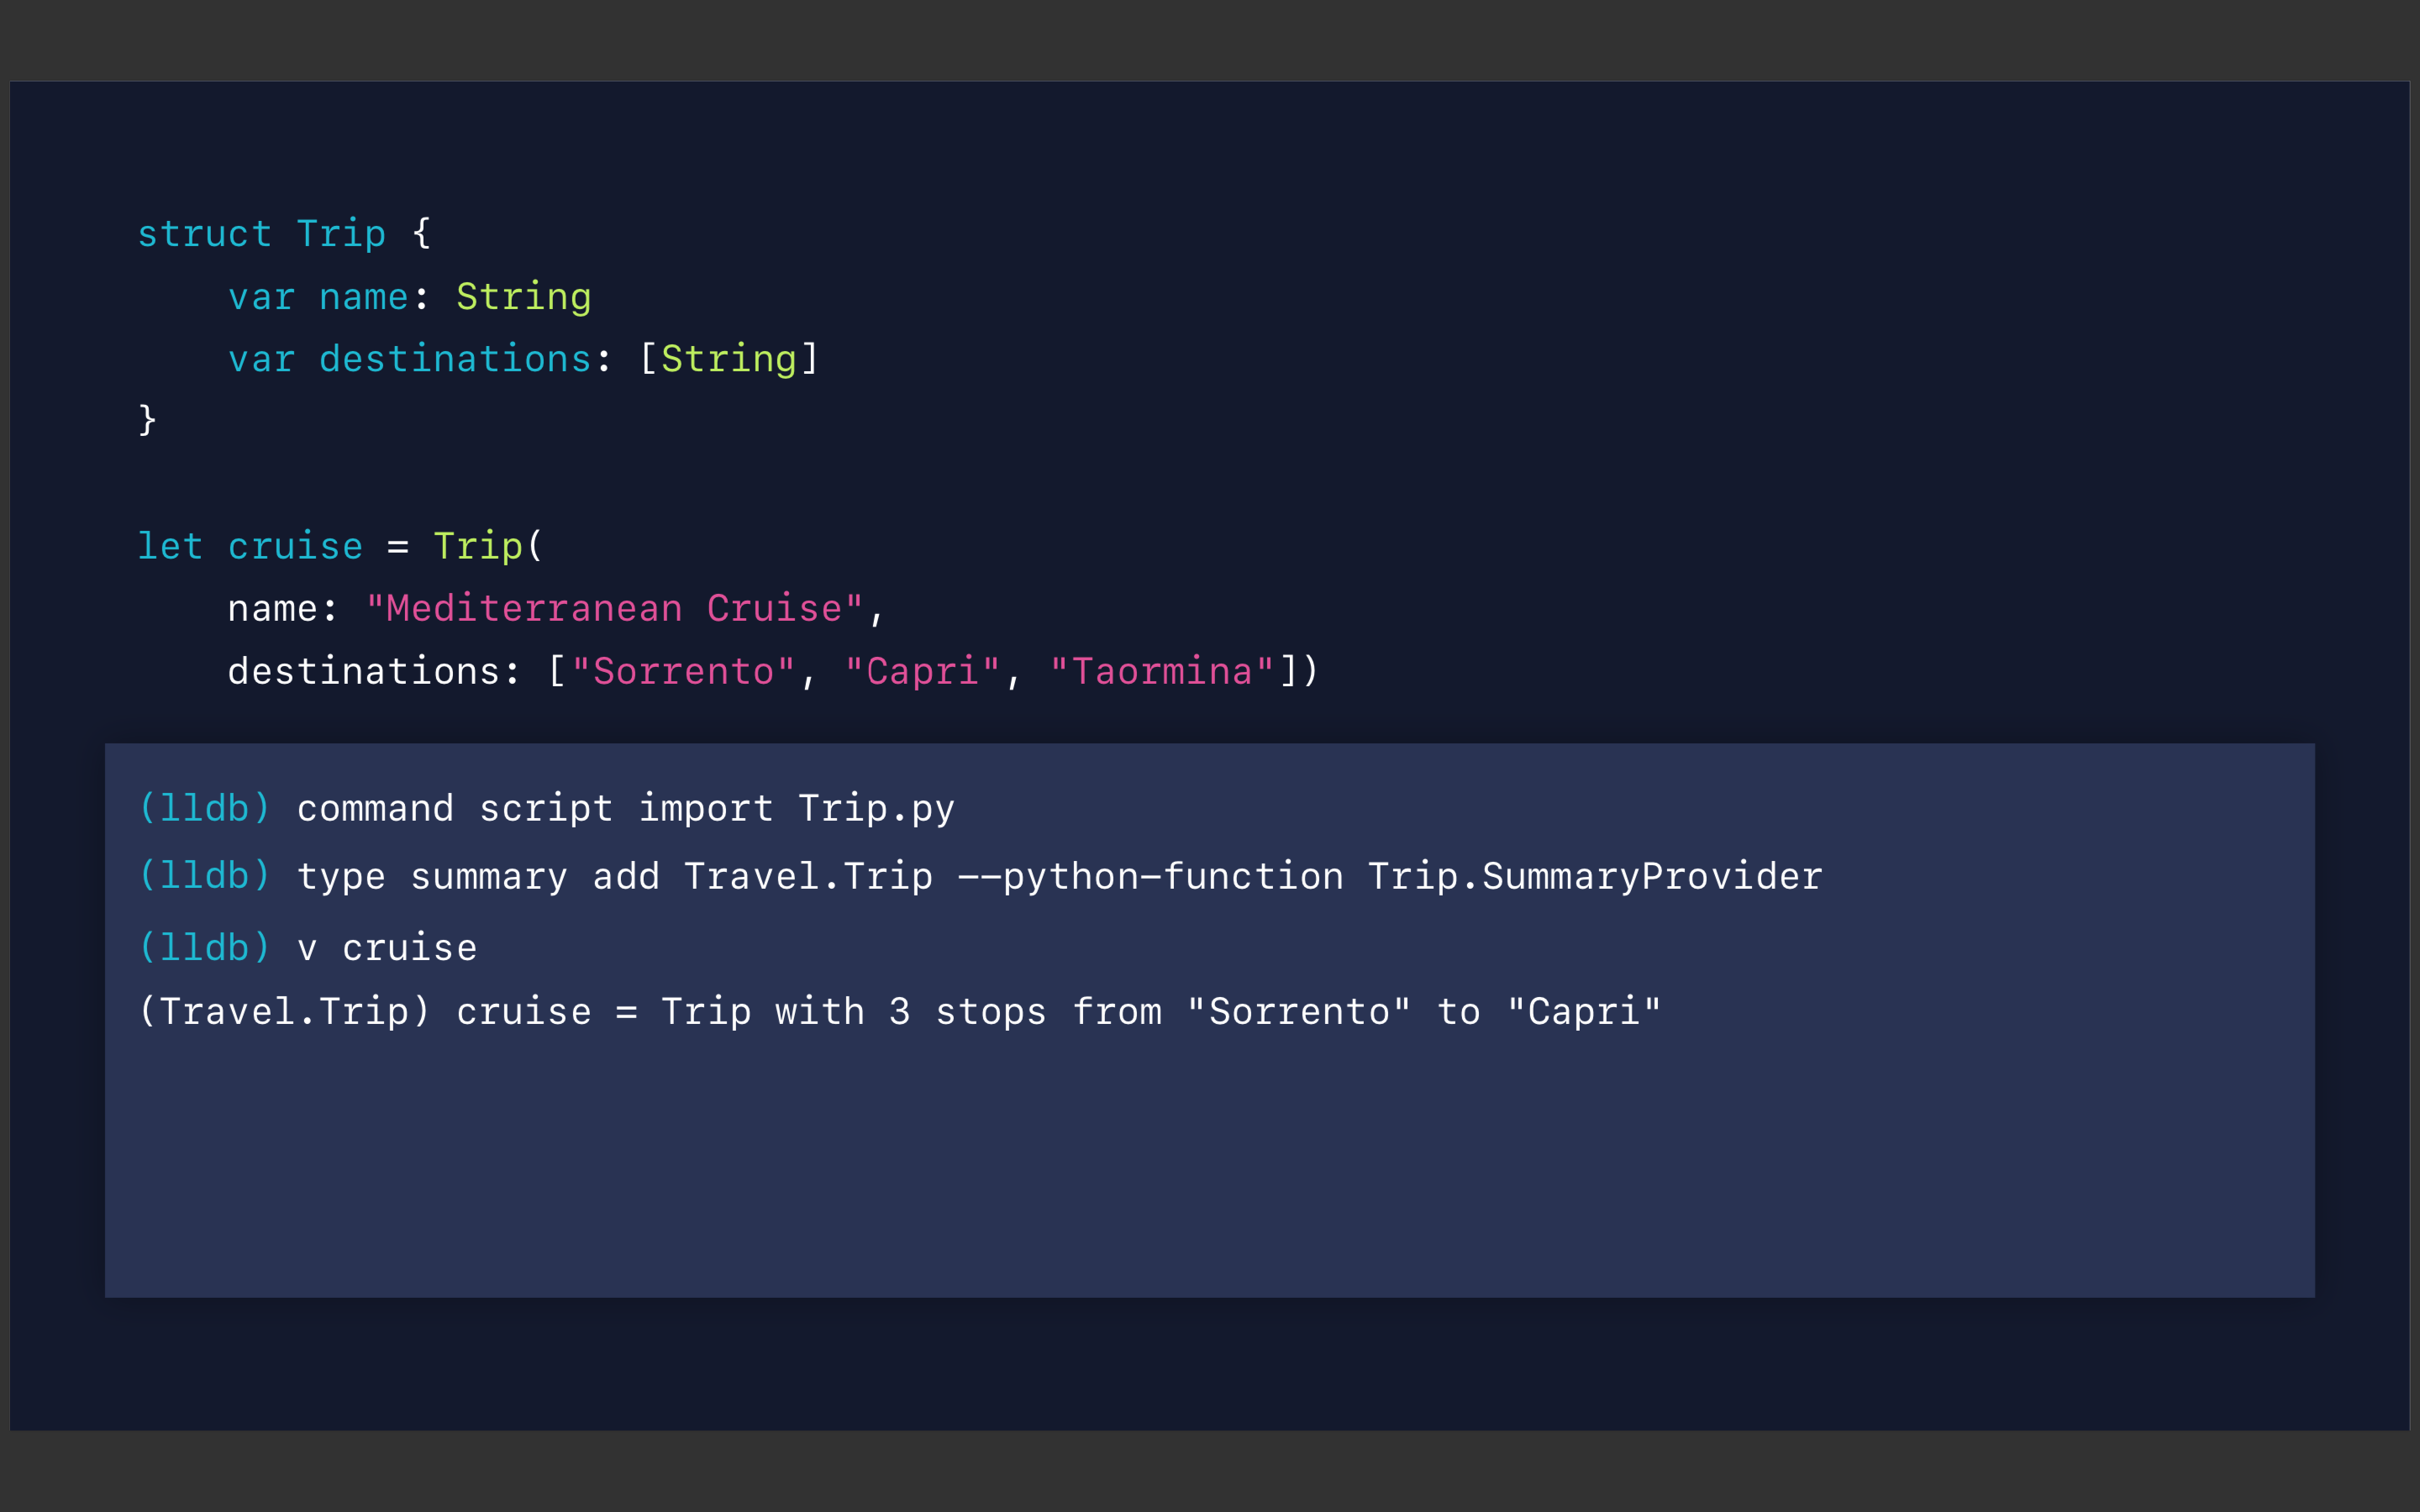 struct Trip {
    var name: String
    var destinations: [String]
}
let cruise = Trip(
    name: "Mediterranean Cruise",
    destinations: ["Sorrento", "Capri", "Taormina"])
(lldb) command script import Trip.py
(lldb) type summary add Travel.Trip --python-function Trip.SummaryProvider
(lldb) v cruise
(Travel.Trip) cruise = Trip with 3 stops from "Sorrento" to "Capri"